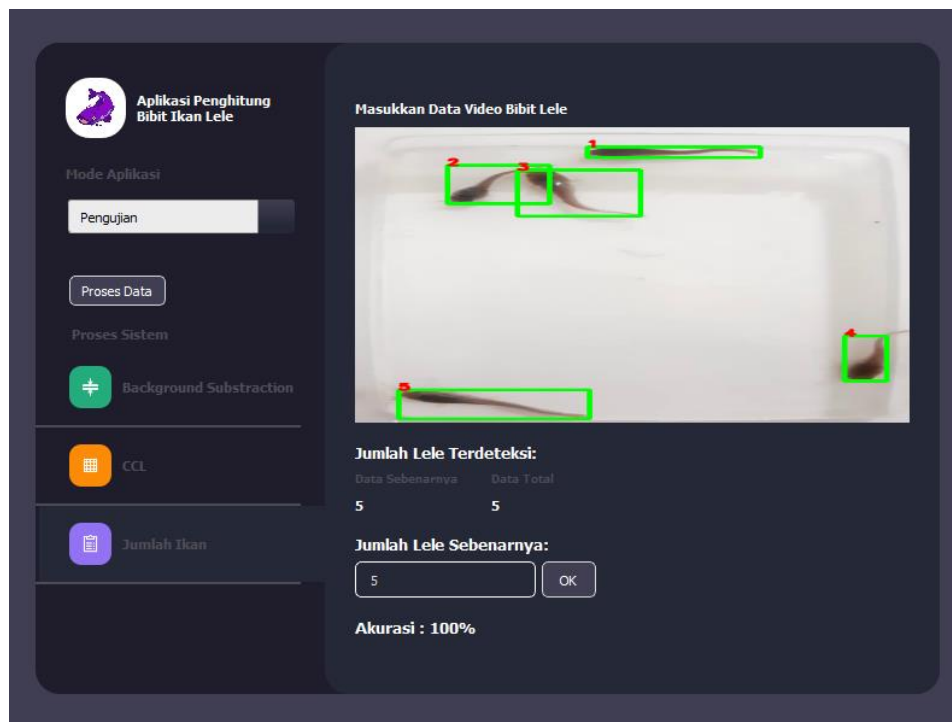 Aplikasi Penghitung
Bibit Ikan Lele
Mode Aplikasi
Pengujian
Proses Data
Proses Sistem
Background Substraction
CCL
Jumlah Ikan
Masukkan Data Video Bibit Lele
1
2
3
4
5
Jumlah Lele Terdeteksi:
Data Sebenarnya Data Total
5 5
Jumlah Lele Sebenarnya:
5 OK
Akurasi : 100%